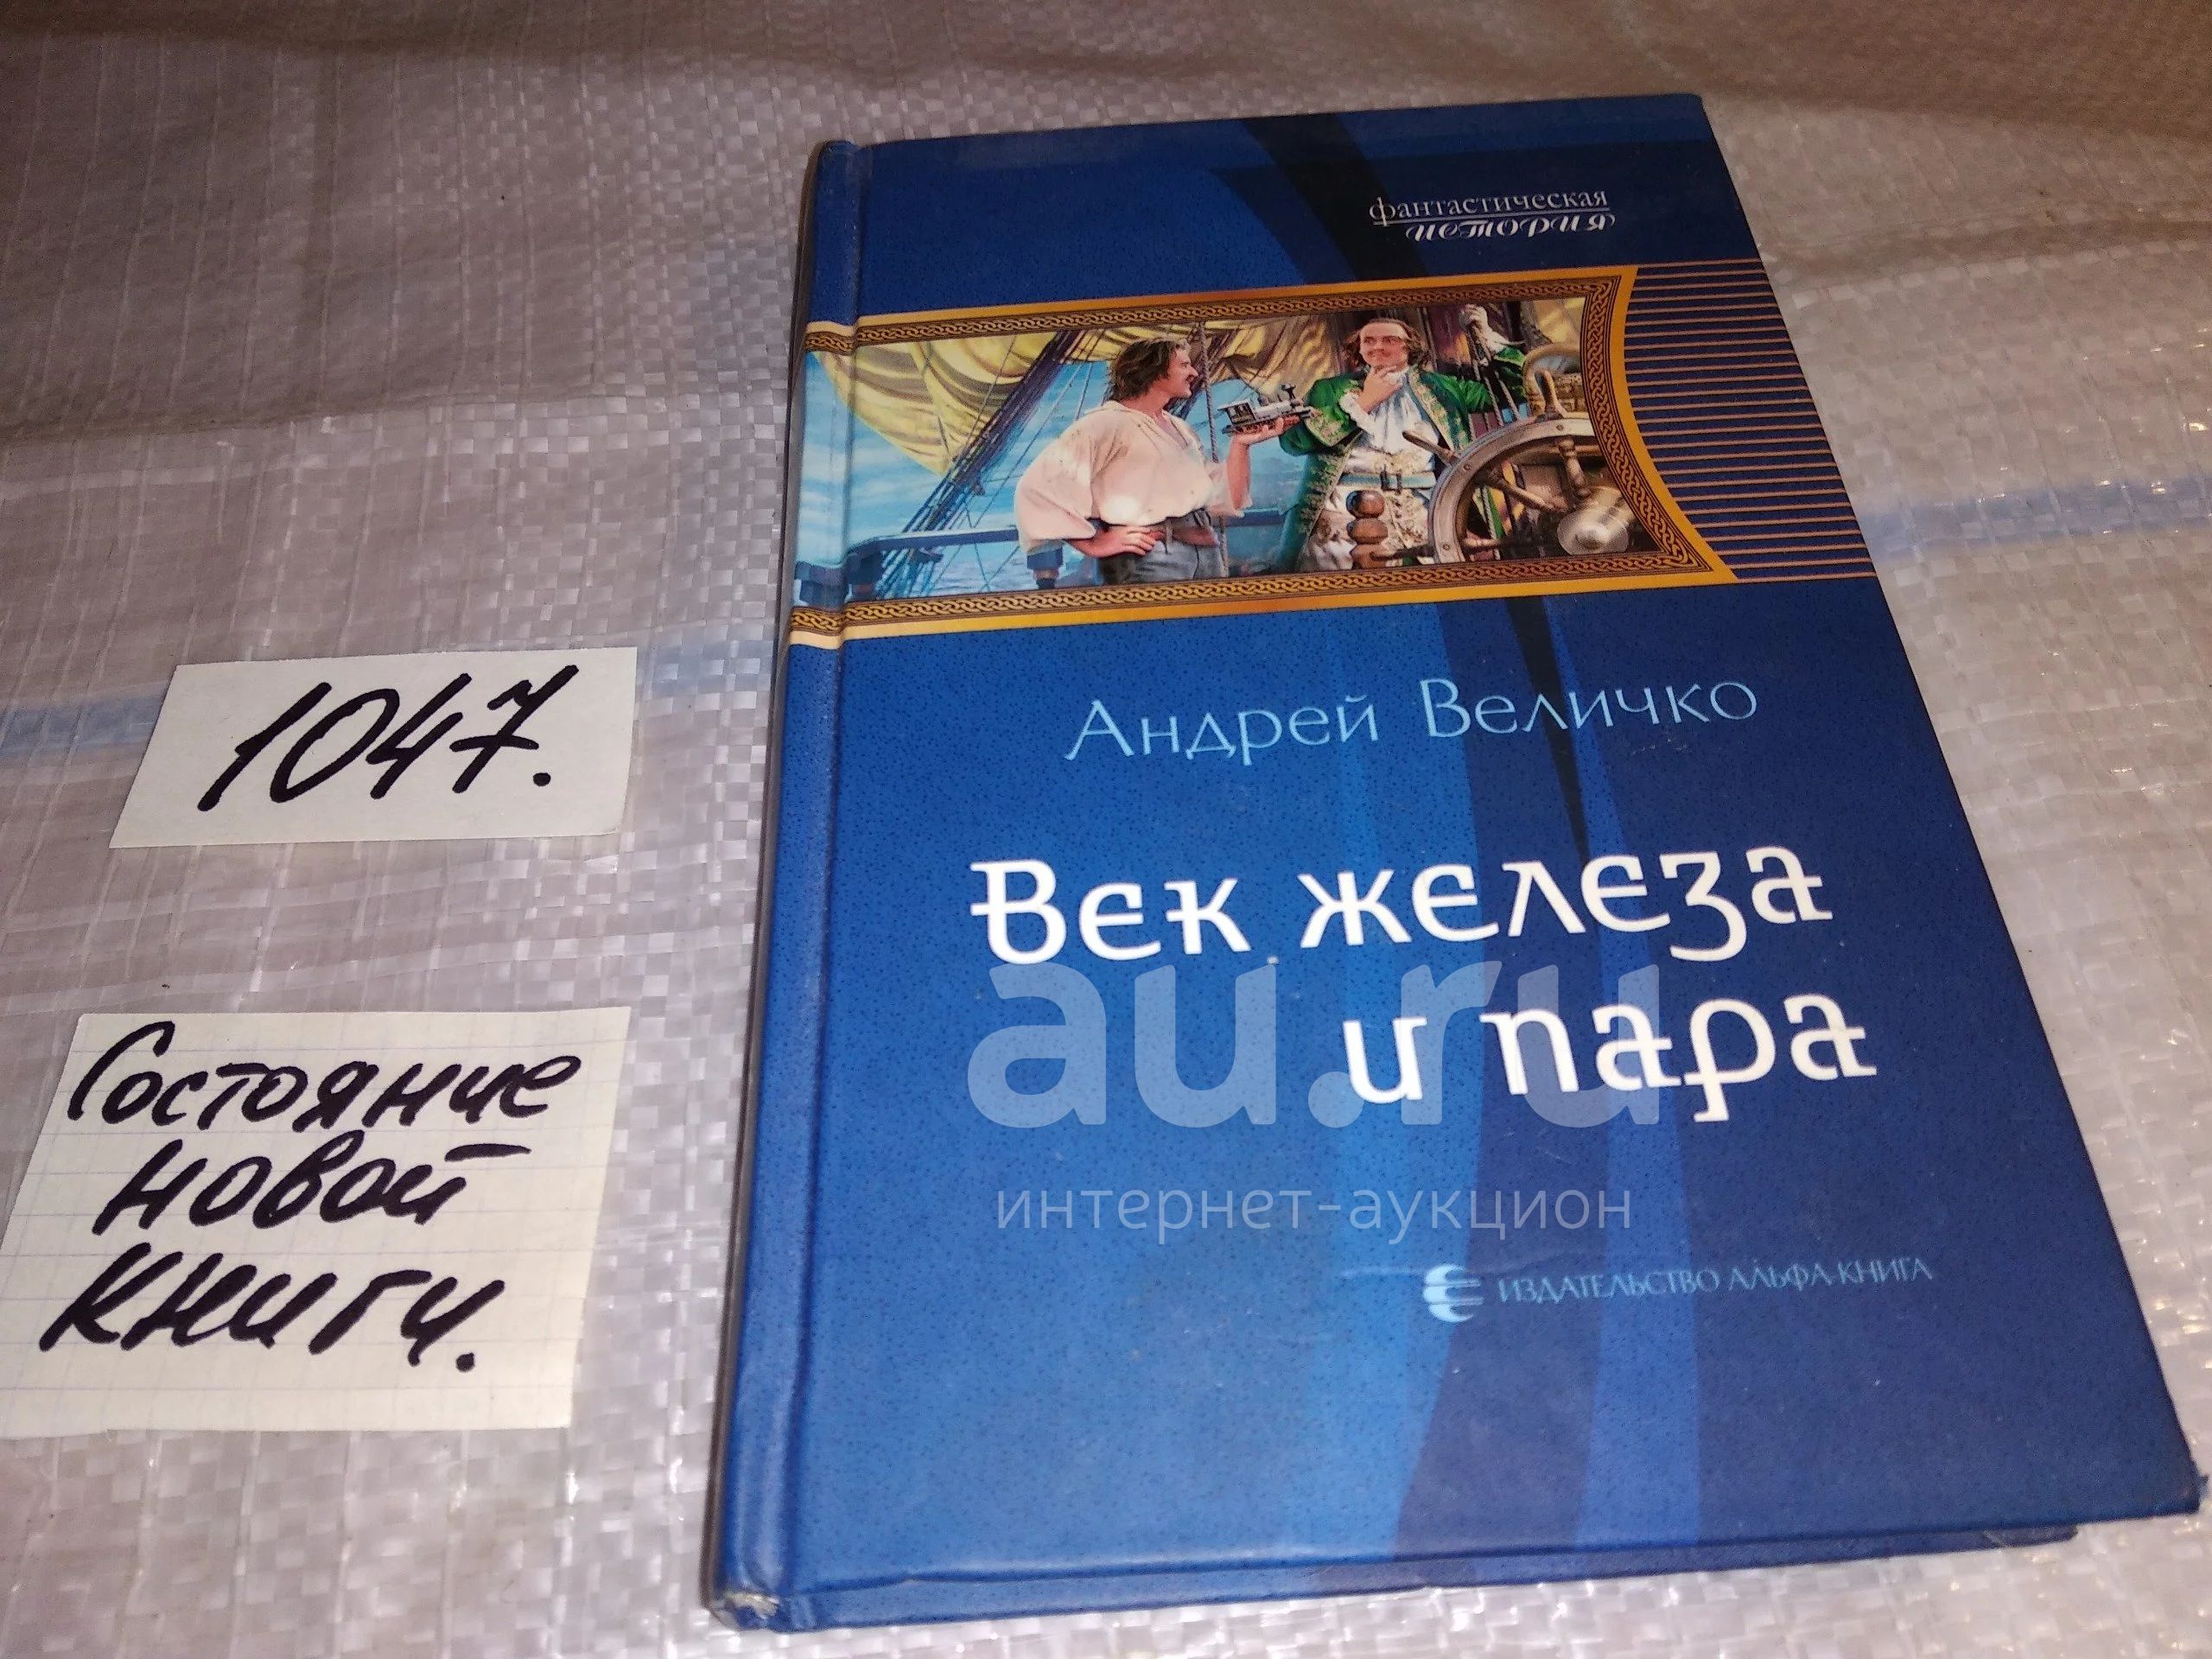 фантастическая
история
Андрей Величко
Век железа
и пара
au.ru
интернет-аукцион
ИЗДАТЕЛЬСТВО АЛЬФА-КНИГА
1047.
Состояние
новой
книги.